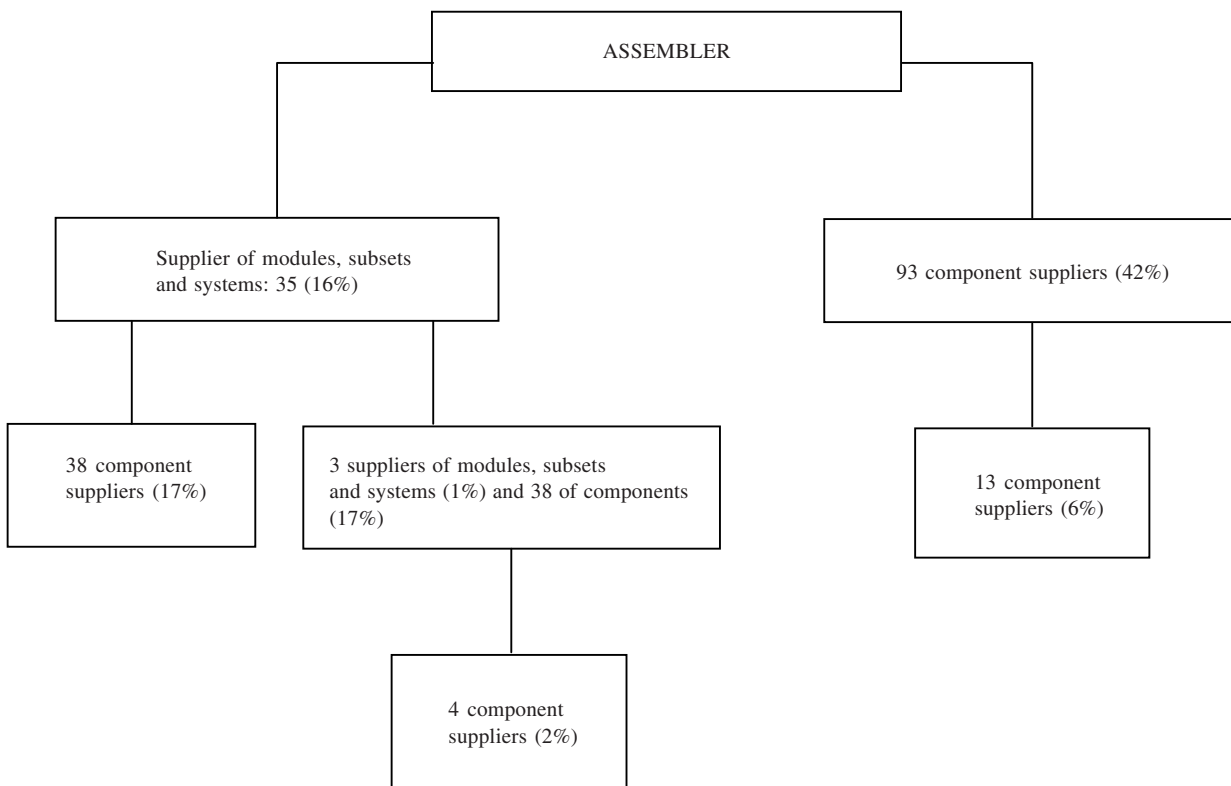 ASSEMBLER
Supplier of modules, subsets
and systems: 35 (16%)
93 component suppliers (42%)
38 component
suppliers (17%)
3 suppliers of modules, subsets
and systems (1%) and 38 of components
(17%)
13 component
suppliers (6%)
4 component
suppliers (2%)